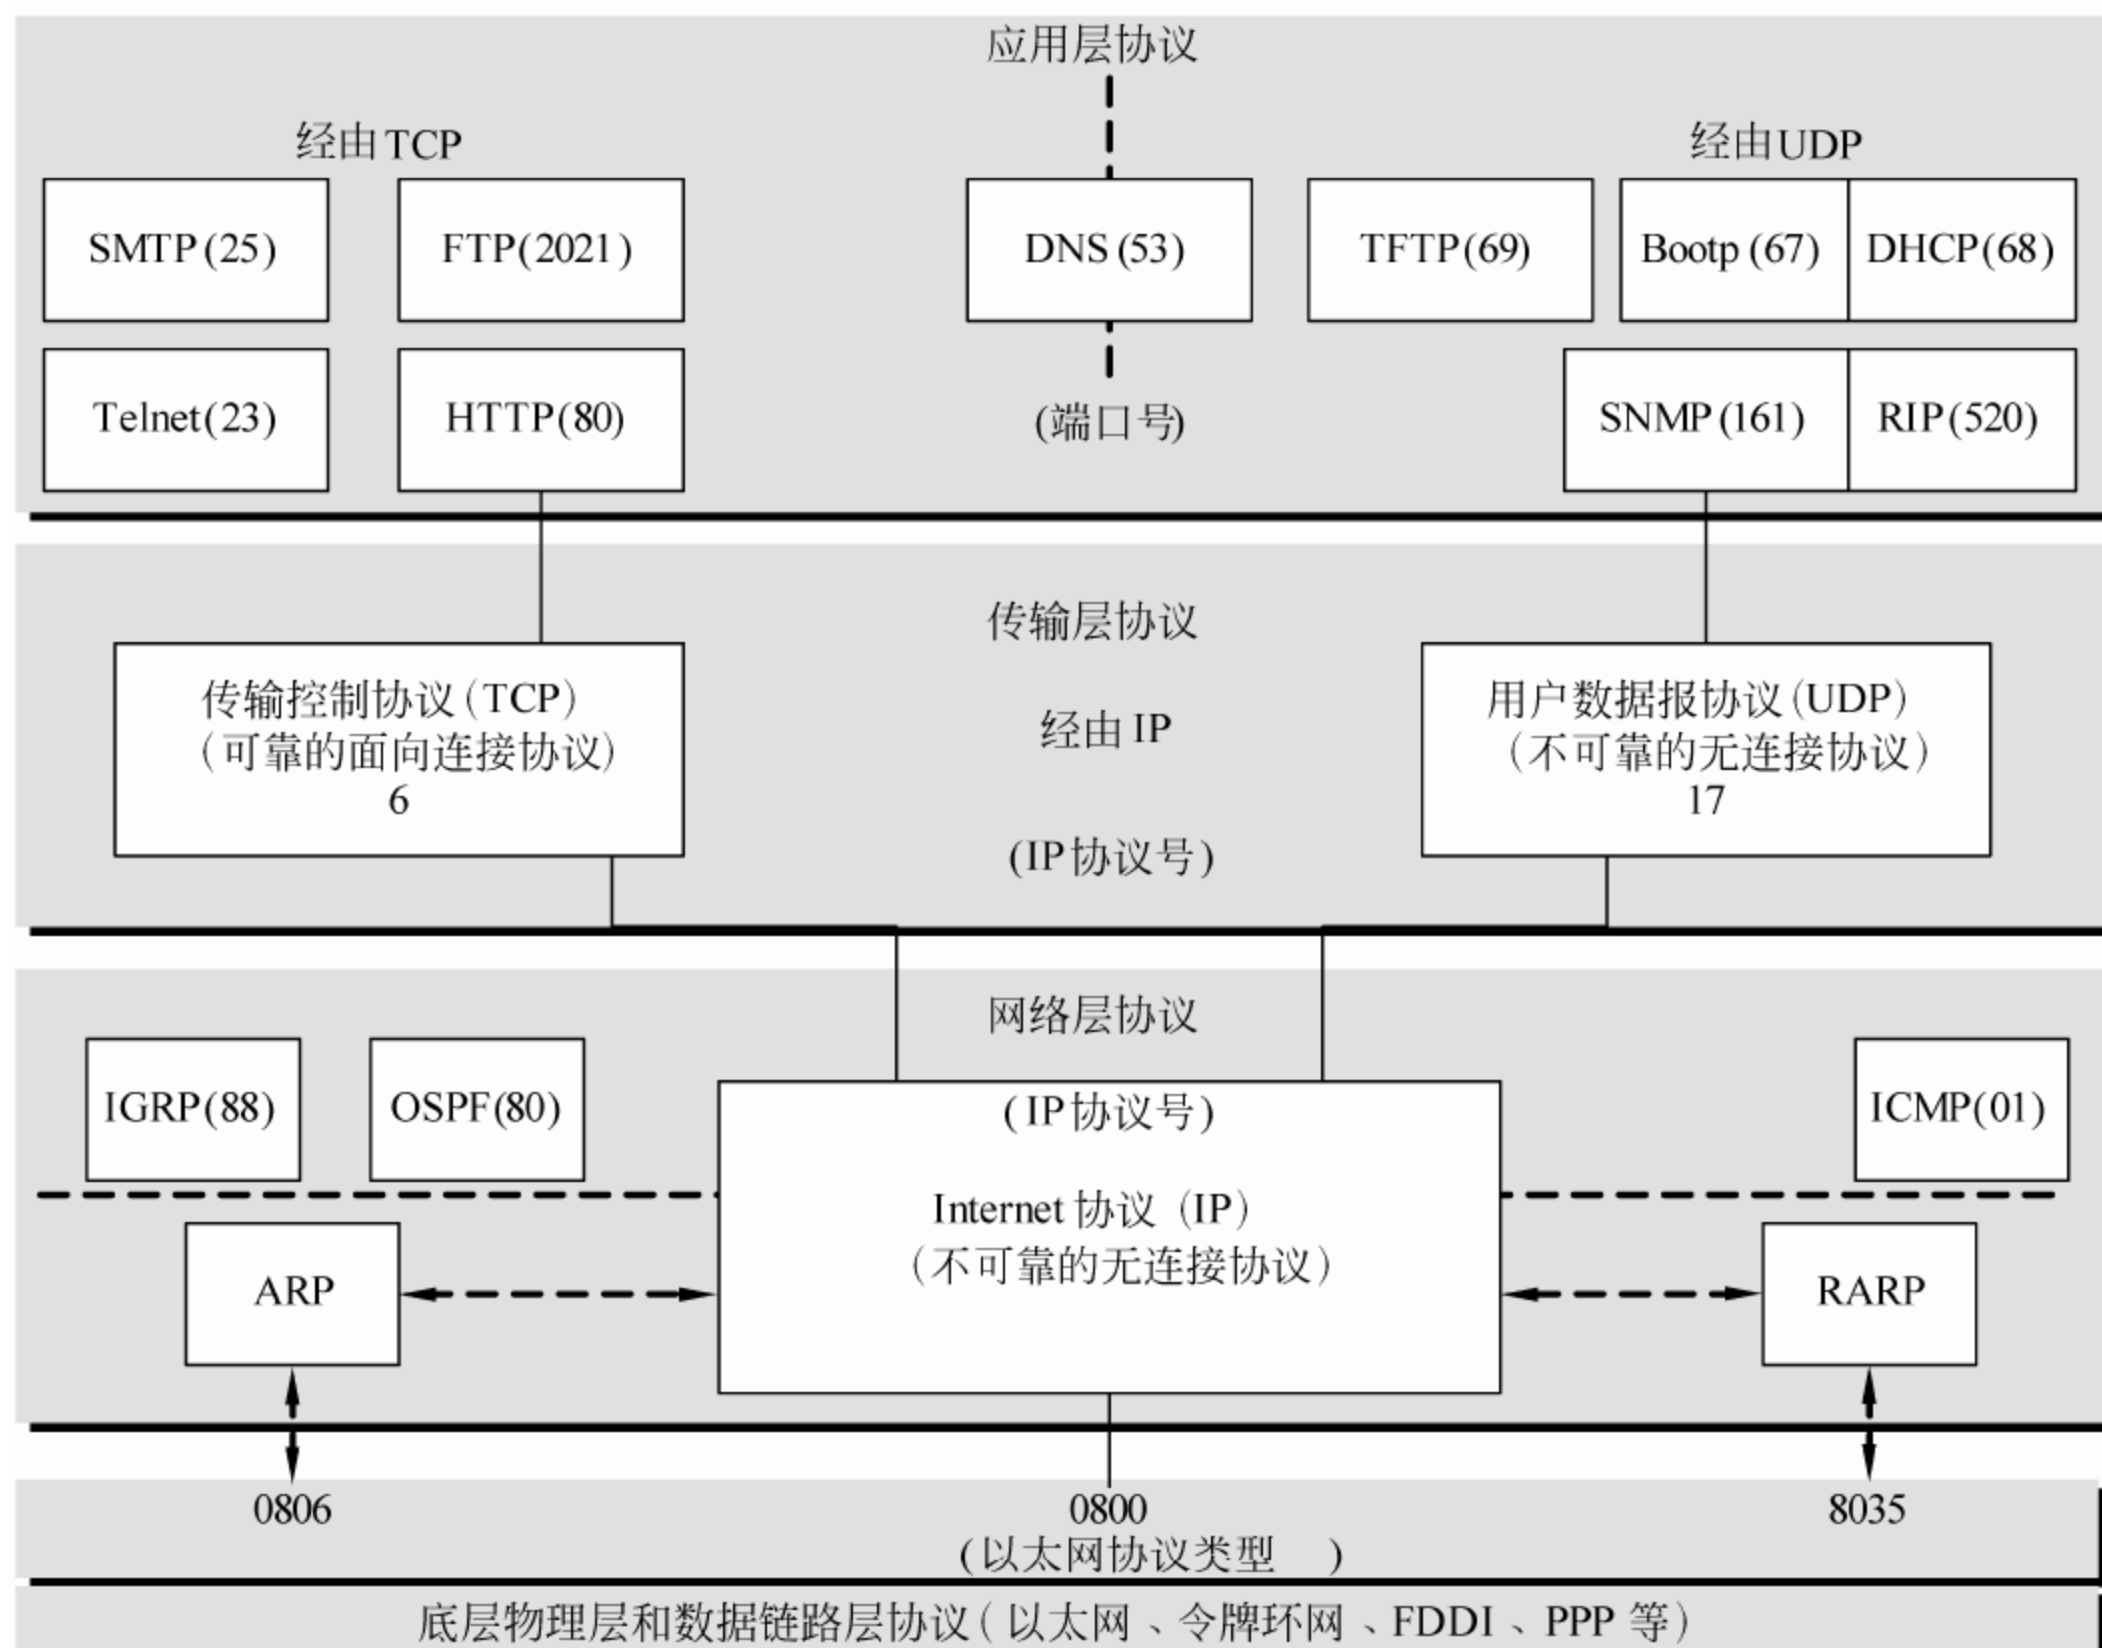 应用层协议
经由TCP
经由UDP
SMTP(25)
FTP(2021)
DNS(53)
TFTP(69)
Bootp(67)
DHCP(68)
Telnet(23)
HTTP(80)
(端口号)
SNMP(161)
RIP(520)
传输层协议
传输控制协议(TCP)
(可靠的面向连接协议)
6
经由IP
用户数据报协议(UDP)
(不可靠的无连接协议)
17
(IP协议号)
网络层协议
IGRP(88)
OSPF(80)
(IP协议号)
ICMP(01)
Internet协议 (IP)
(不可靠的无连接协议)
ARP
RARP
0806
0800
8035
(以太网协议类型 )
底层物理层和数据链路层协议(以太网、令牌环网、FDDI、PPP等)